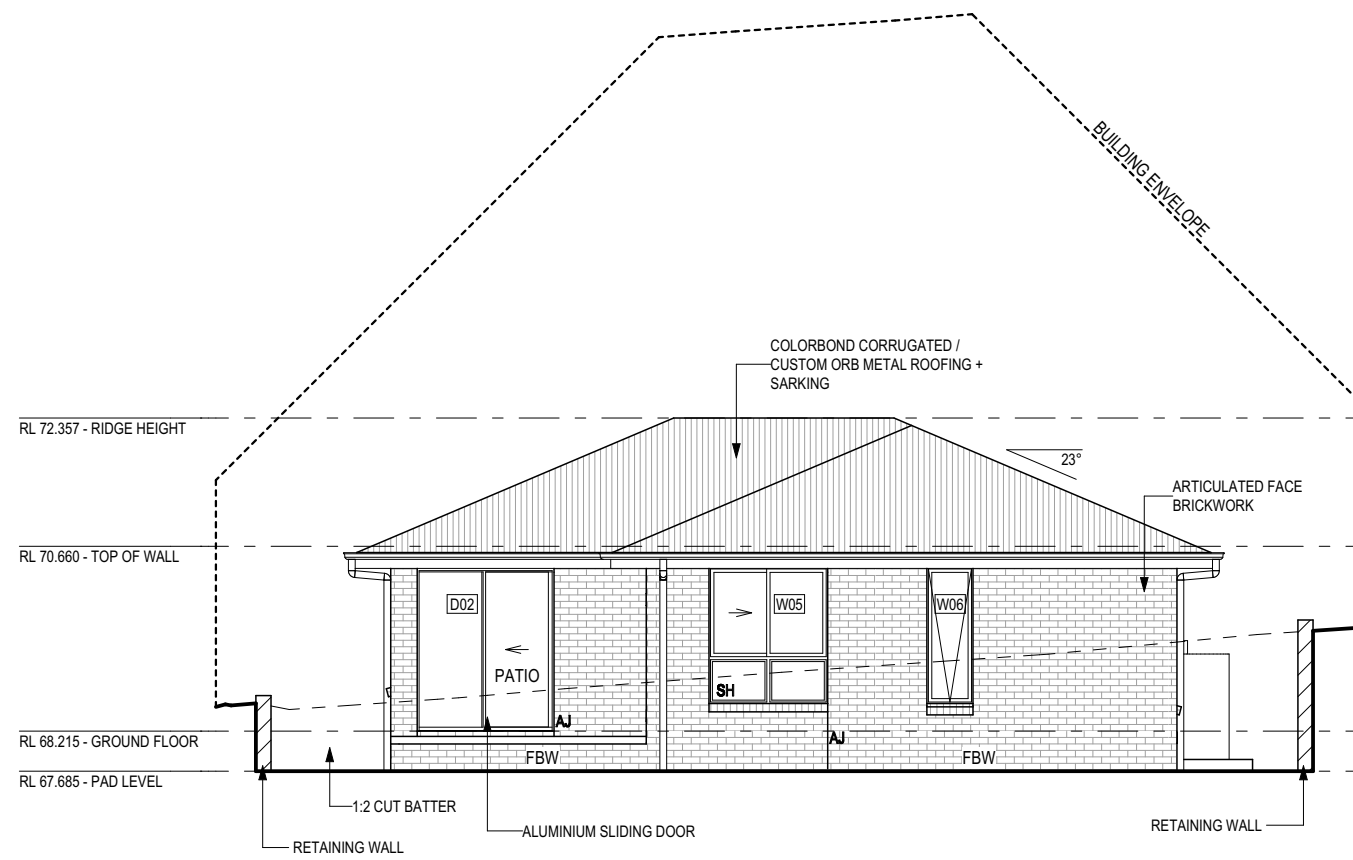 BUILDING ENVELOPE
COLORBOND CORRUGATED /
CUSTOM ORB METAL ROOFING +
SARKING
RL 72.357 - RIDGE HEIGHT
23°
ARTICULATED FACE
BRICKWORK
RL 70.660 - TOP OF WALL
D02
W05
W06
PATIO
SH
AJ
RL 68.215 - GROUND FLOOR
AJ
FBW
FBW
RL 67.685 - PAD LEVEL
1:2 CUT BATTER
ALUMINIUM SLIDING DOOR
RETAINING WALL
RETAINING WALL